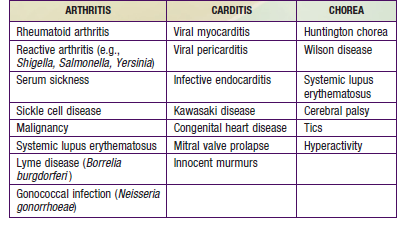 ARTHRITIS CARDITIS CHOREA
Rheumatoid arthritis Viral myocarditis Huntington chorea
Reactive arthritis (e.g., Viral pericarditis Wilson disease
Shigella, Salmonella, Yersinia)
Serum sickness Infective endocarditis Systemic lupus
erythematosus
Sickle cell disease Kawasaki disease Cerebral palsy
Malignancy Congenital heart disease Tics
Systemic lupus erythematosus Mitral valve prolapse Hyperactivity
Lyme disease (Borrelia Innocent murmurs
burgdorferi)
Gonococcal infection (Neisseria
gonorrhoeae)